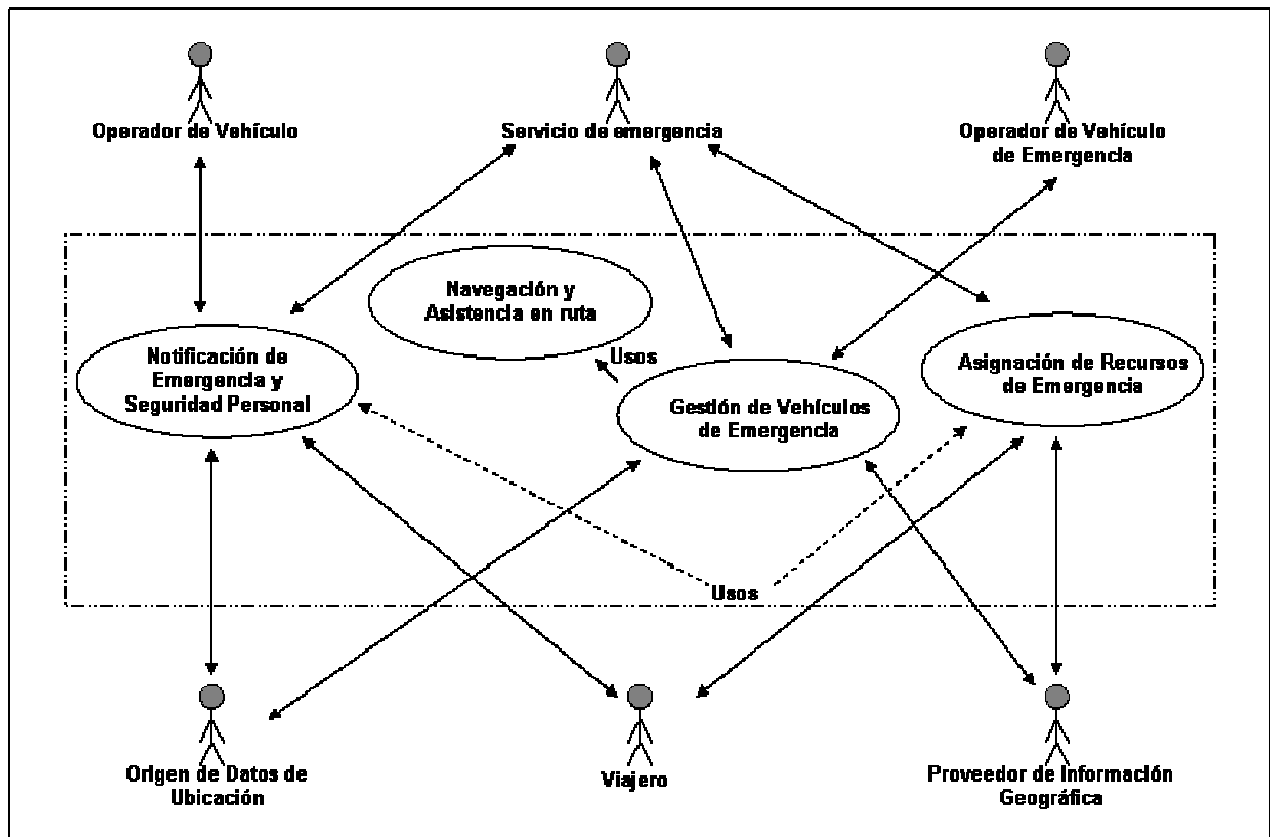 Operador de Vehículo
Servicio de emergencia
Operador de Vehículo
de Emergencia
Navegación y
Asistencia en ruta
Usos
Notificación de
Emergencia y
Seguridad Personal
Gestión de Vehículos
de Emergencia
Asignación de Recursos
de Emergencia
Usos
Origen de Datos de
Ubicación
Viajero
Proveedor de Información
Geográfica